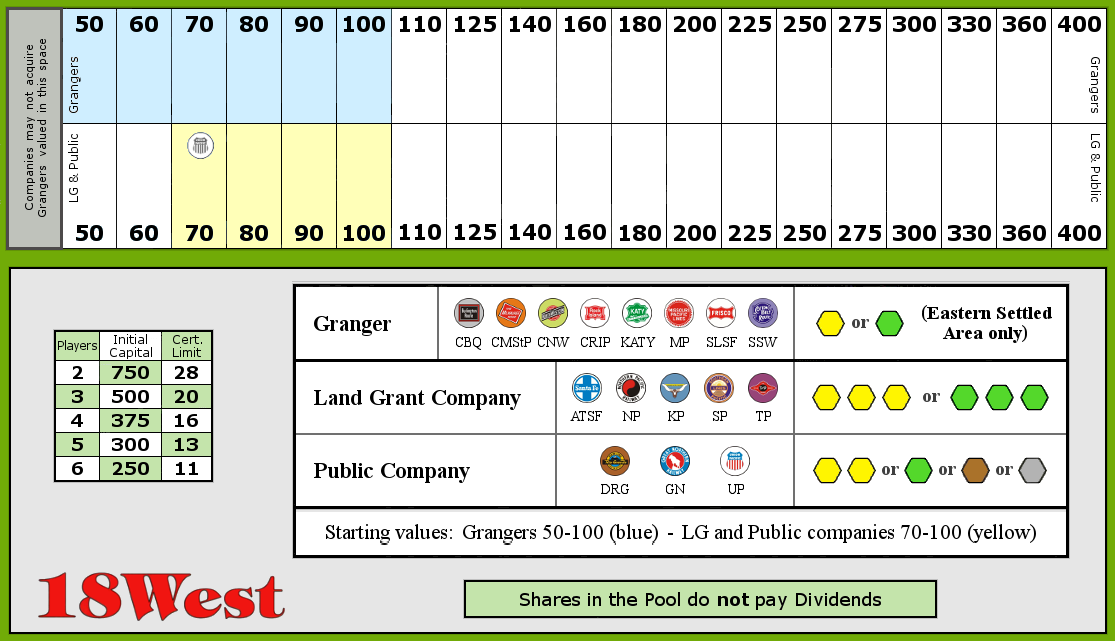 Companies may not acquire
Grangers valued in this space
50 60 70 80 90 100 110 125 140 160 180 200 225 250 275 300 330 360 400
Grangers
Grangers
LG & Public
LG & Public
50 60 70 80 90 100 110 125 140 160 180 200 225 250 275 300 330 360 400
Players Initial Capital Cert. Limit
2 750 28
3 500 20
4 375 16
5 300 13
6 250 11
Granger
CBQ CMStP CNW CRIP KATY MP SLSF SSW
or
(Eastern Settled
Area only)
Land Grant Company
Santa Fe
ATSF NP KP SP TP
or
Public Company
DRG GN UP
or or or
Starting values: Grangers 50-100 (blue) - LG and Public companies 70-100 (yellow)
18West
Shares in the Pool do not pay Dividends